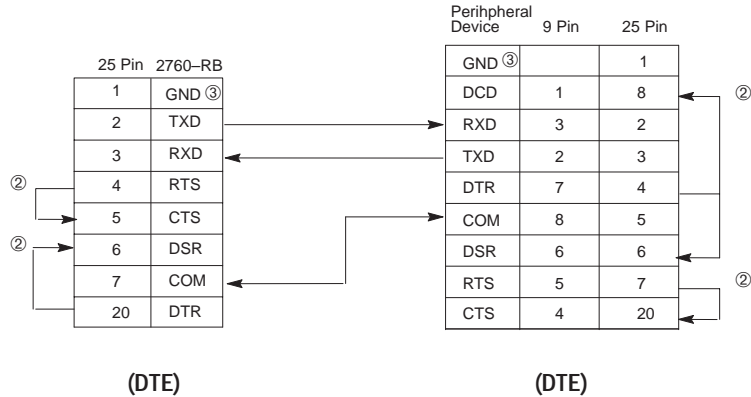 Perihpheral
Device 9 Pin 25 Pin
25 Pin 2760–RB
GND ③ 1
1 GND ③
DCD 1 8 ②
2 TXD
RXD 3 2
3 RXD
TXD 2 3
② 4 RTS
DTR 7 4
5 CTS
COM 8 5
② 6 DSR
DSR 6 6
7 COM
RTS 5 7 ②
20 DTR
CTS 4 20
(DTE) (DTE)